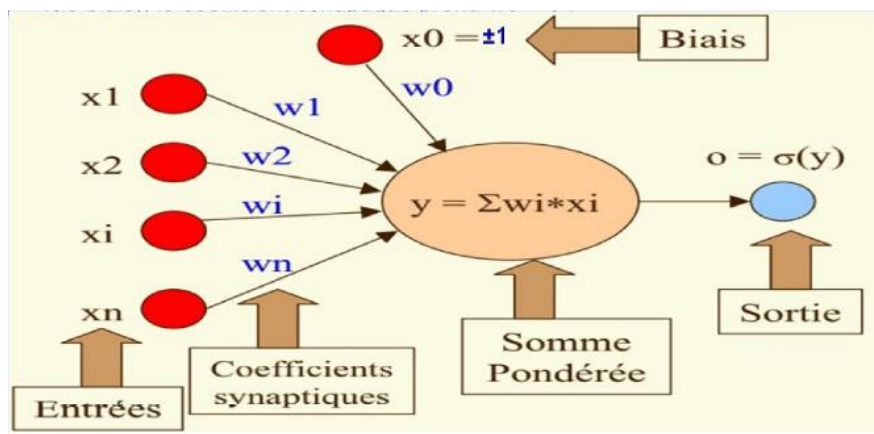 x0 = ±1
Biais
x1
w1
w0
x2
w2
o = σ(y)
y = Σwi*xi
xi
wi
wn
xn
Sortie
Somme
Pondérée
Coefficients
synaptiques
Entrées